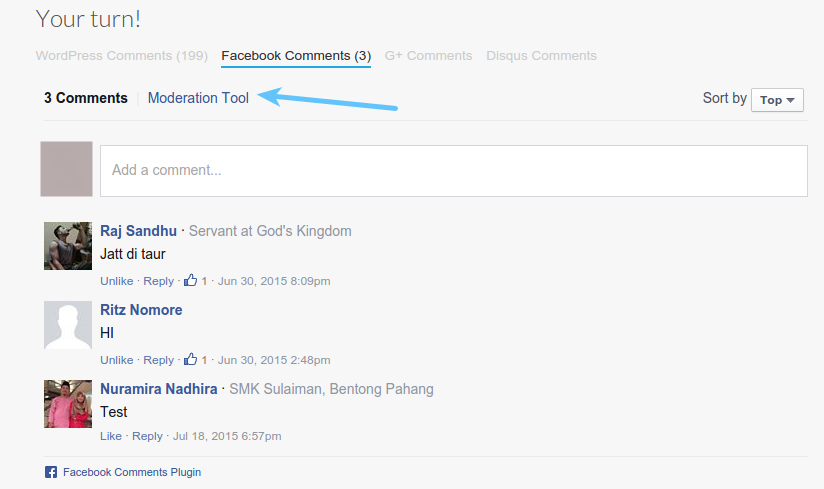 Your turn!
WordPress Comments (199) Facebook Comments (3) G+ Comments Disqus Comments
3 Comments Moderation Tool Sort by Top
Add a comment...
Raj Sandhu · Servant at God's Kingdom
Jatt di taur
Unlike · Reply · 1 · Jun 30, 2015 8:09pm
Ritz Nomore
HI
Unlike · Reply · 1 · Jun 30, 2015 2:48pm
Nuramira Nadhira · SMK Sulaiman, Bentong Pahang
Test
Like · Reply · Jul 18, 2015 6:57pm
Facebook Comments Plugin